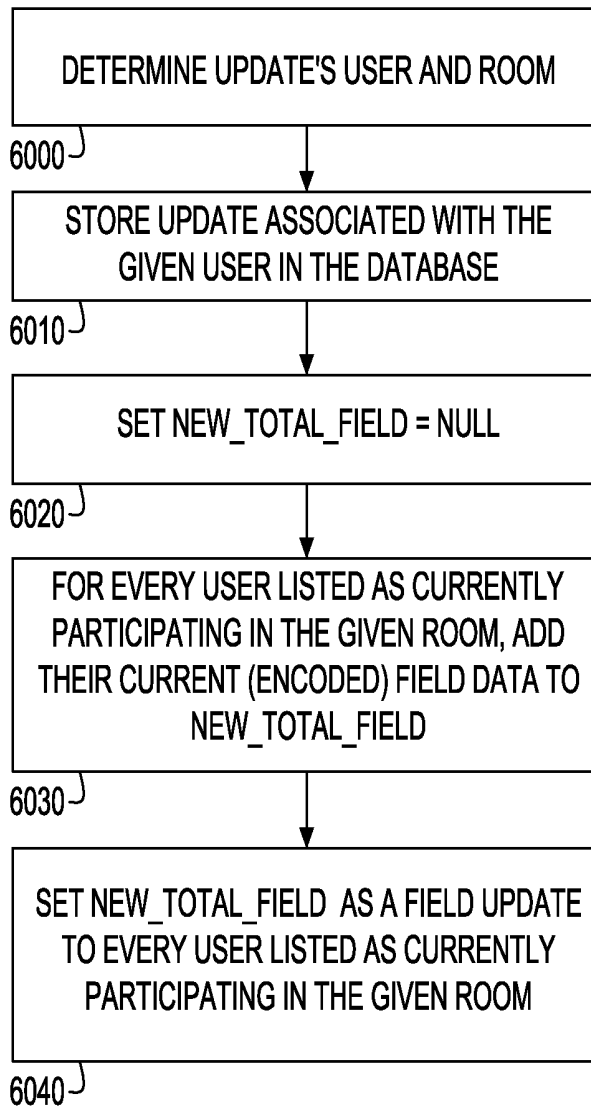 DETERMINE UPDATE'S USER AND ROOM
6000
STORE UPDATE ASSOCIATED WITH THE
GIVEN USER IN THE DATABASE
6010
SET NEW_TOTAL_FIELD = NULL
6020
FOR EVERY USER LISTED AS CURRENTLY
PARTICIPATING IN THE GIVEN ROOM, ADD
THEIR CURRENT (ENCODED) FIELD DATA TO
NEW_TOTAL_FIELD
6030
SET NEW_TOTAL_FIELD AS A FIELD UPDATE
TO EVERY USER LISTED AS CURRENTLY
PARTICIPATING IN THE GIVEN ROOM
6040